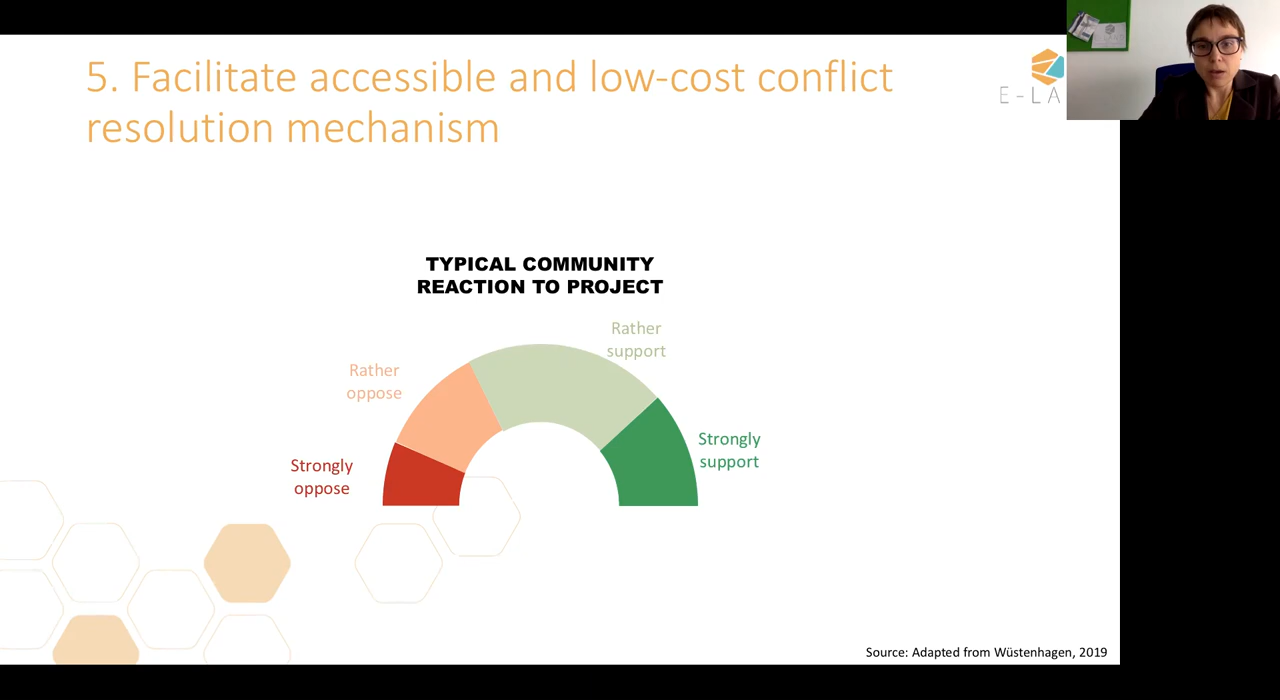 5. Facilitate accessible and low-cost conflict
resolution mechanism
E-LA
TYPICAL COMMUNITY
REACTION TO PROJECT
Rather
support
Rather
oppose
Strongly
support
Strongly
oppose
Source: Adapted from Wüstenhagen, 2019